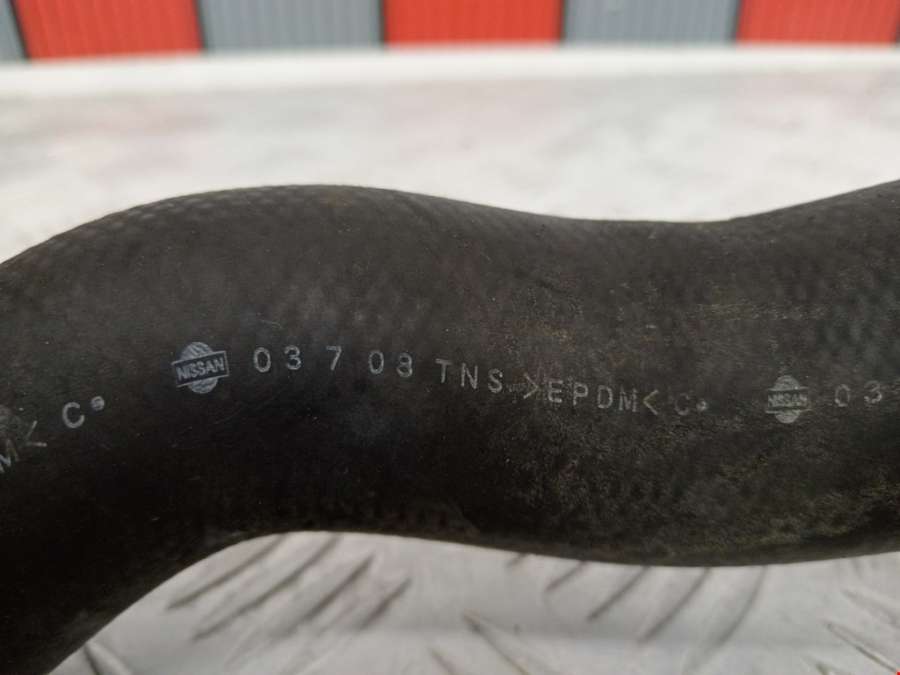 M< C• NISSAN 03 7 08 TNS >EPDM< C• NISSAN 03